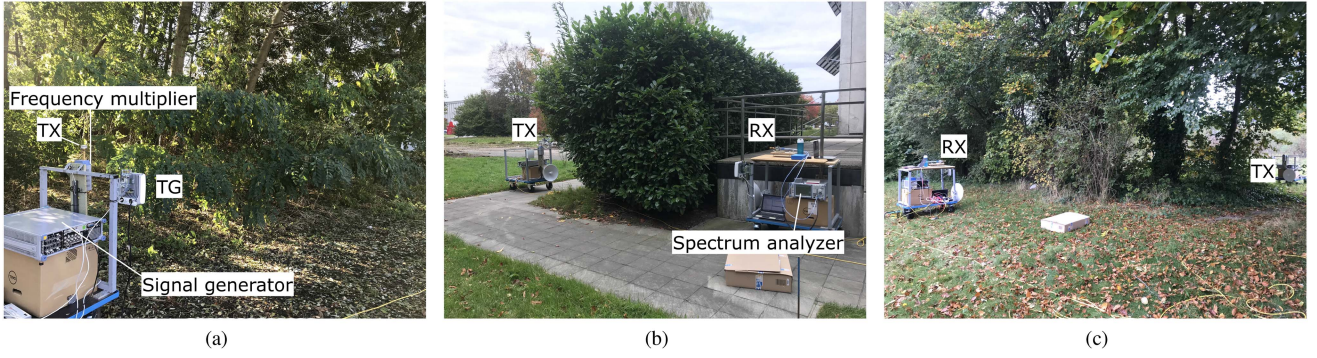 Frequency multiplier
TX
TG
Signal generator
TX
RX
Spectrum analyzer
RX
TX
(a)
(b)
(c)